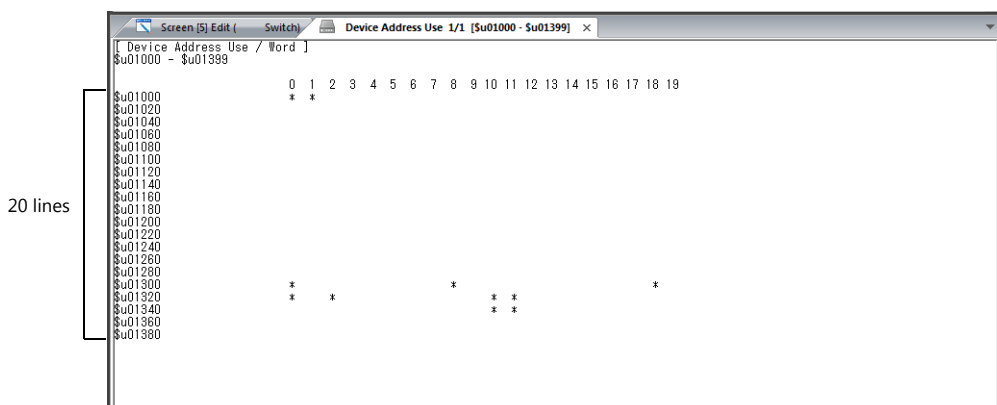 Screen [5] Edit ( Switch) Device Address Use 1/1 [$u01000 - $u01399] ×
[ Device Address Use / Word ]
$u01000 - $u01399
0 1 2 3 4 5 6 7 8 9 10 11 12 13 14 15 16 17 18 19
$u01000 * *
$u01020
$u01040
$u01060
$u01080
$u01100
$u01120
$u01140
$u01160
20 lines
$u01180
$u01200
$u01220
$u01240
$u01260
$u01280
$u01300 * * *
$u01320 * * * *
$u01340 * *
$u01360
$u01380